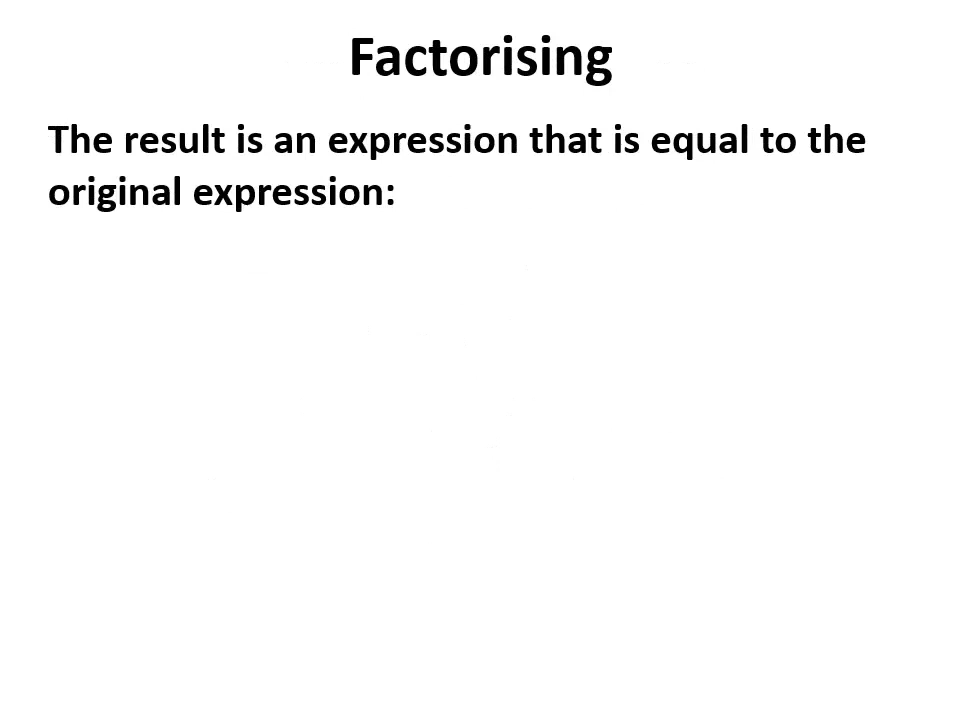 Factorising
The result is an expression that is equal to the
original expression: